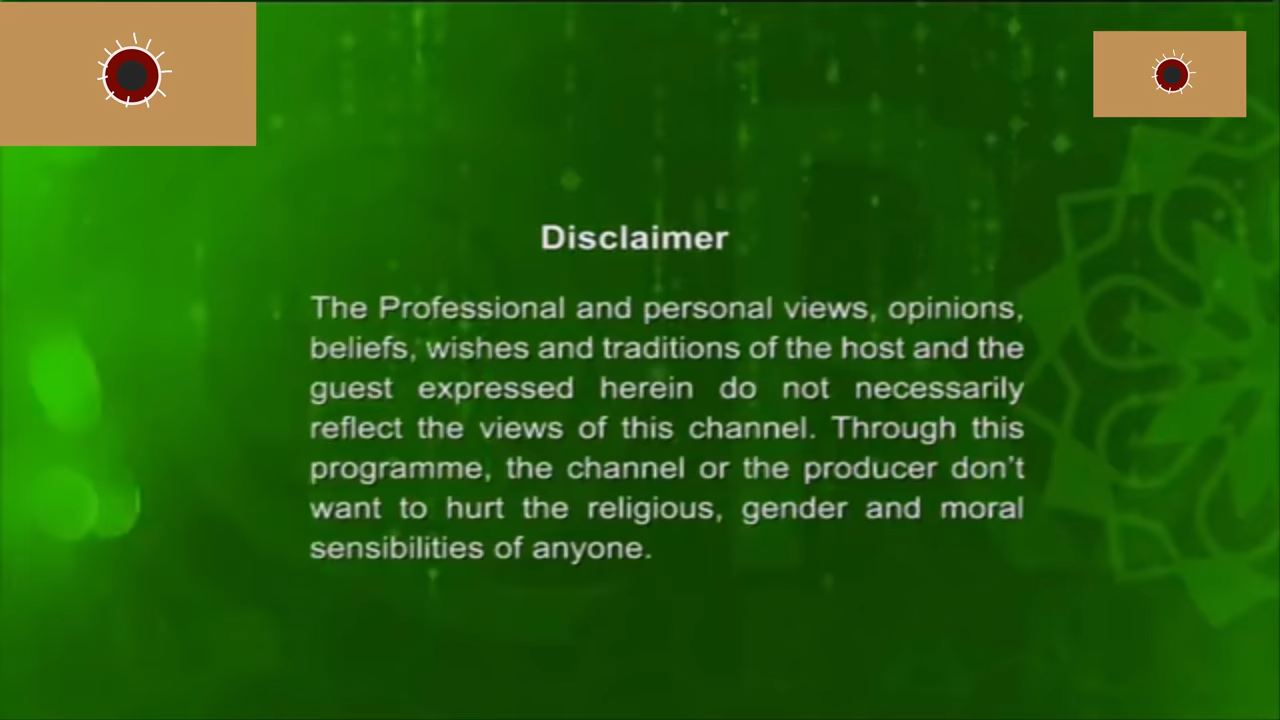 Disclaimer
The Professional and personal views, opinions,
beliefs, wishes and traditions of the host and the
guest expressed herein do not necessarily
reflect the views of this channel. Through this
programme, the channel or the producer don't
want to hurt the religious, gender and moral
sensibilities of anyone.